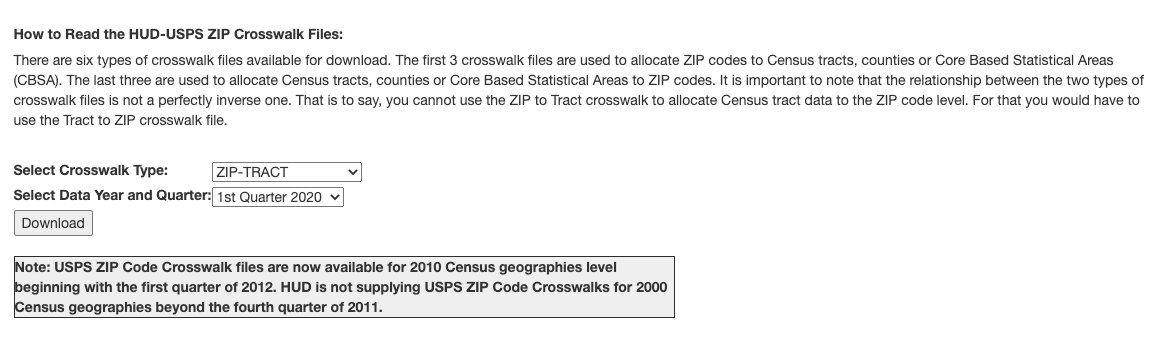 How to Read the HUD-USPS ZIP Crosswalk Files:
There are six types of crosswalk files available for download. The first 3 crosswalk files are used to allocate ZIP codes to Census tracts, counties or Core Based Statistical Areas
(CBSA). The last three are used to allocate Census tracts, counties or Core Based Statistical Areas to ZIP codes. It is important to note that the relationship between the two types of
crosswalk files is not a perfectly inverse one. That is to say, you cannot use the ZIP to Tract crosswalk to allocate Census tract data to the ZIP code level. For that you would have to
use the Tract to ZIP crosswalk file.
Select Crosswalk Type: ZIP-TRACT
Select Data Year and Quarter: 1st Quarter 2020
Download
Note: USPS ZIP Code Crosswalk files are now available for 2010 Census geographies level
beginning with the first quarter of 2012. HUD is not supplying USPS ZIP Code Crosswalks for 2000
Census geographies beyond the fourth quarter of 2011.